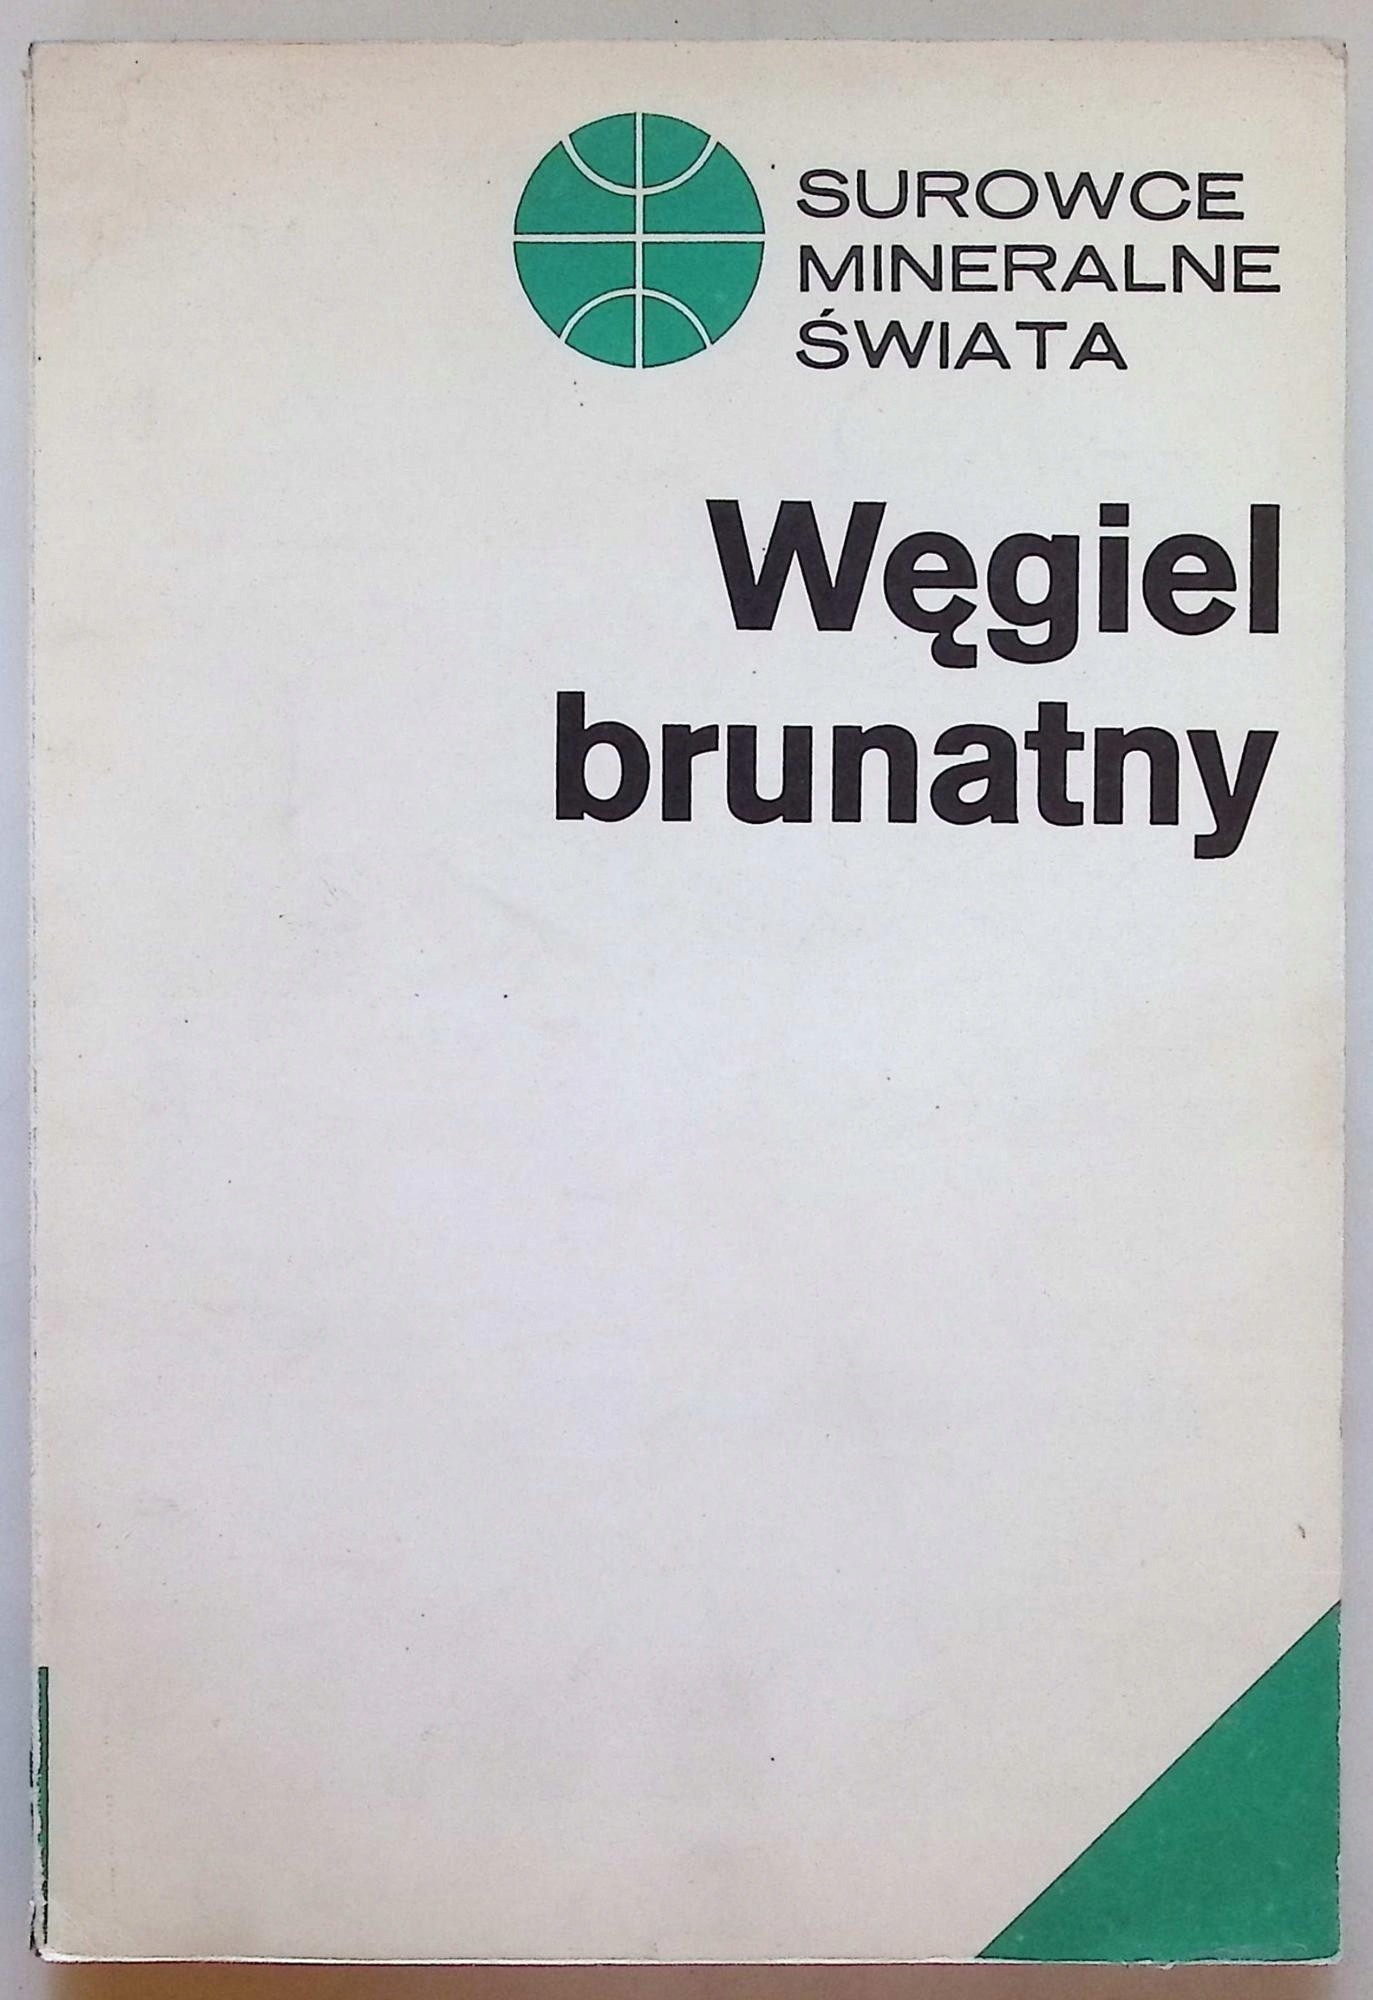 SUROWCE
MINERALNE
ŚWIATA
Węgiel
brunatny